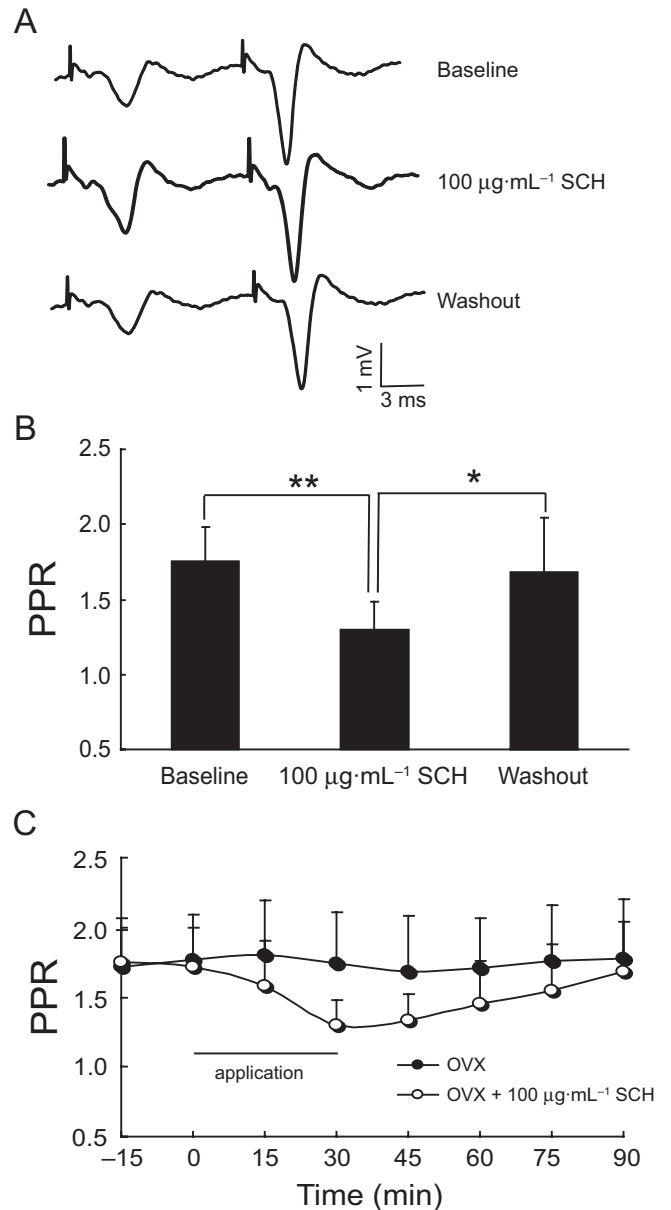 A
Baseline
100 μg·mL⁻¹ SCH
Washout
1 mV
3 ms
B
2.5
2.0
1.5
1.0
0.5
PPR
**
*
Baseline
100 μg·mL⁻¹ SCH
Washout
C
2.5
2.0
1.5
1.0
0.5
PPR
application
OVX
OVX + 100 μg·mL⁻¹ SCH
–15 0 15 30 45 60 75 90
Time (min)